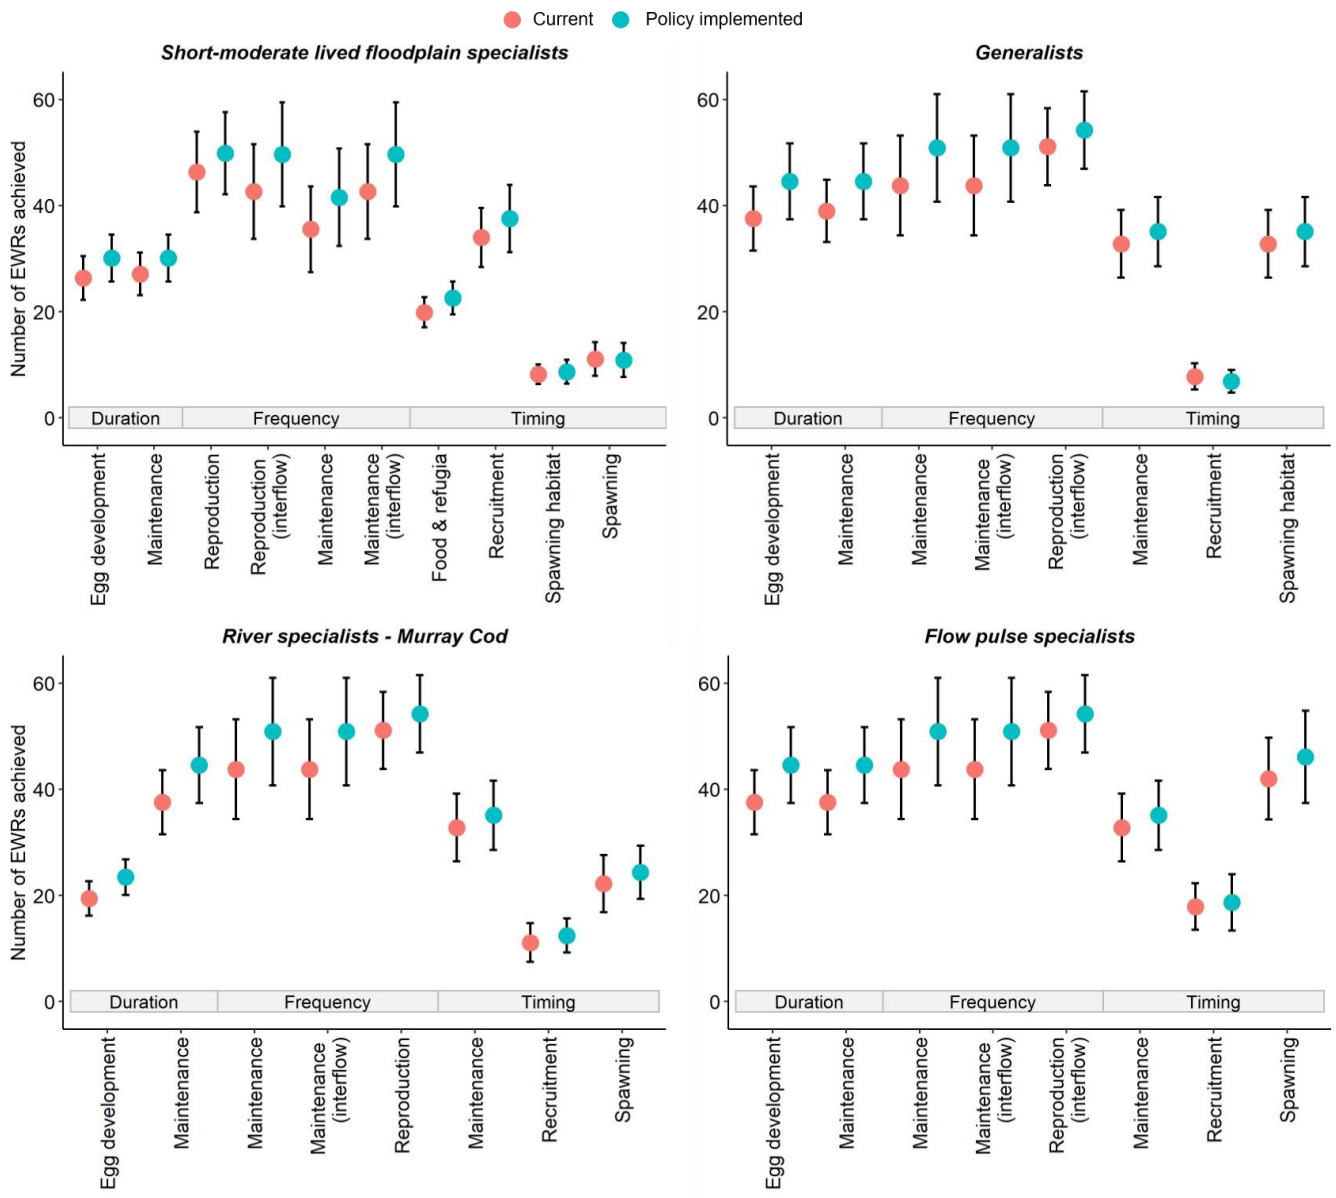 Current Policy implemented
Short-moderate lived floodplain specialists
Number of EWRs achieved
60
40
20
0
Duration Frequency Timing
Egg development
Maintenance
Reproduction
Reproduction
(interflow)
Maintenance
Maintenance
(interflow)
Food & refugia
Recruitment
Spawning habitat
Spawning
Generalists
60
40
20
0
Duration Frequency Timing
Egg development
Maintenance
Maintenance
Maintenance
(interflow)
Reproduction
(interflow)
Maintenance
Recruitment
Spawning habitat
River specialists - Murray Cod
Number of EWRs achieved
60
40
20
0
Duration Frequency Timing
Egg development
Maintenance
Maintenance
Maintenance
(interflow)
Reproduction
Maintenance
Recruitment
Spawning
Flow pulse specialists
60
40
20
0
Duration Frequency Timing
Egg development
Maintenance
Maintenance
Maintenance
(interflow)
Reproduction
(interflow)
Maintenance
Recruitment
Spawning